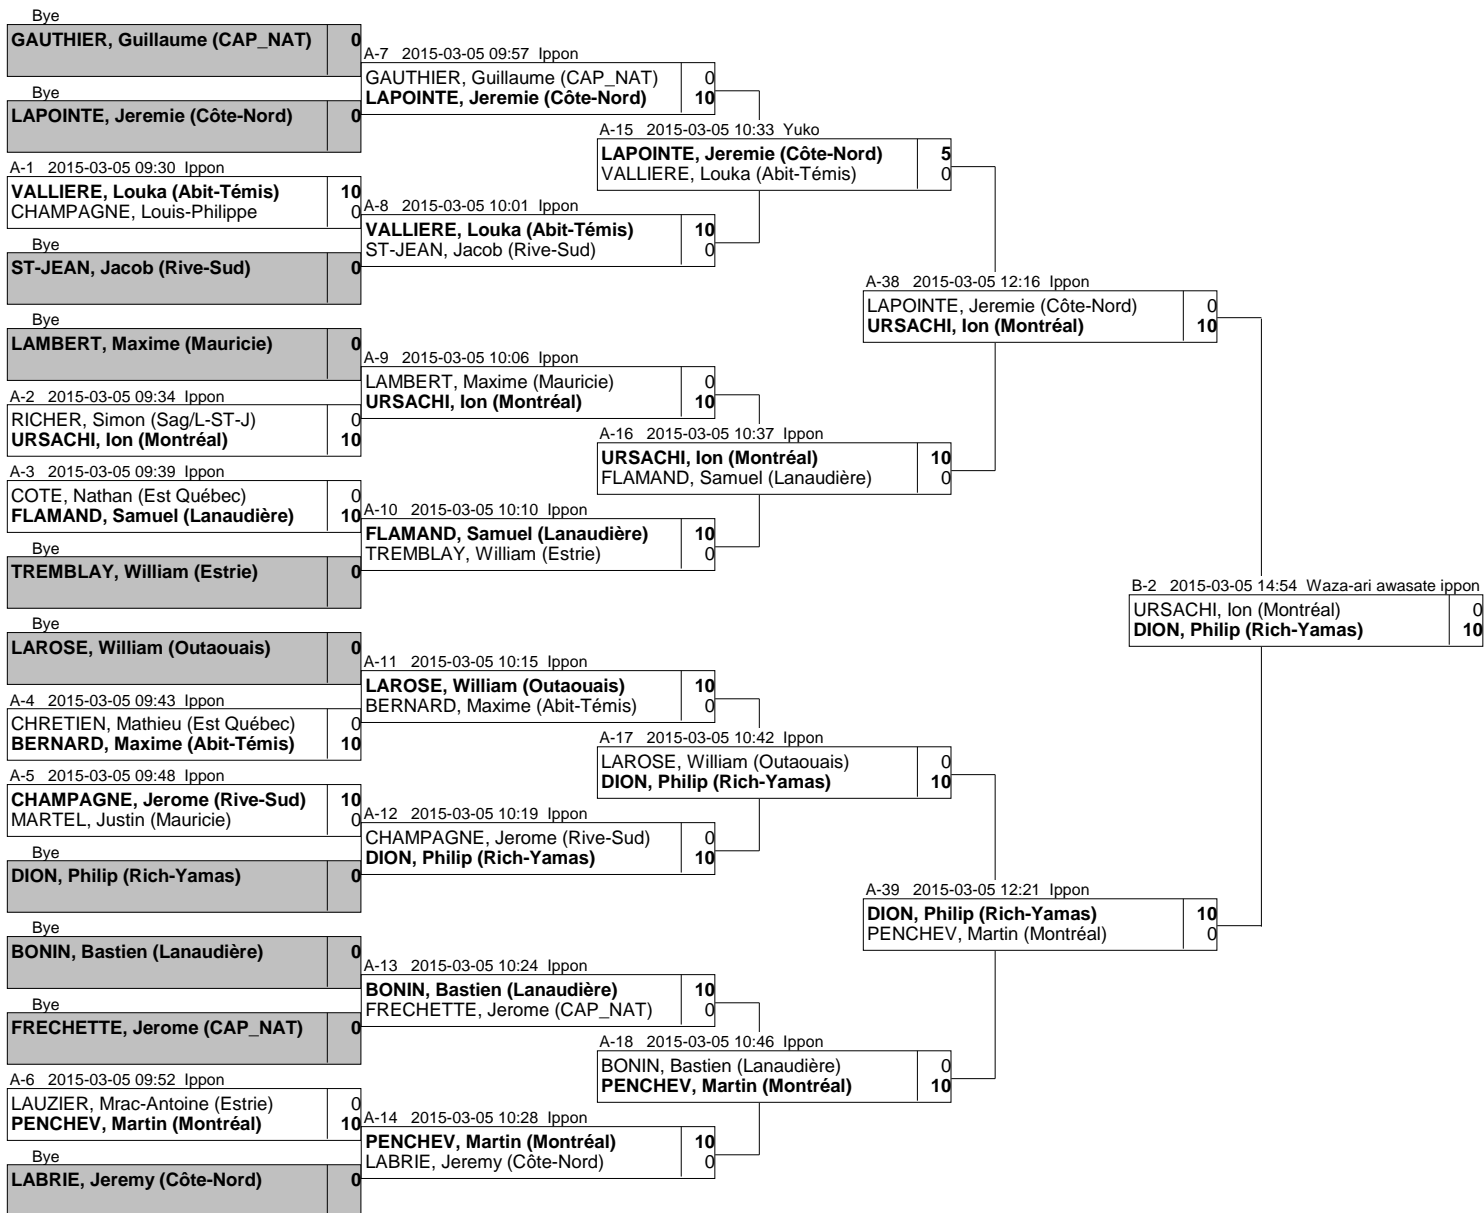 Bye
GAUTHIER, Guillaume (CAP_NAT) 0
Bye
LAPOINTE, Jeremie (Côte-Nord) 0
A-1 2015-03-05 09:30 Ippon
VALLIERE, Louka (Abit-Témis) 10
CHAMPAGNE, Louis-Philippe 0
Bye
ST-JEAN, Jacob (Rive-Sud) 0
Bye
LAMBERT, Maxime (Mauricie) 0
A-2 2015-03-05 09:34 Ippon
RICHER, Simon (Sag/L-ST-J) 0
URSACHI, Ion (Montréal) 10
A-3 2015-03-05 09:39 Ippon
COTE, Nathan (Est Québec) 0
FLAMAND, Samuel (Lanaudière) 10
Bye
TREMBLAY, William (Estrie) 0
Bye
LAROSE, William (Outaouais) 0
A-4 2015-03-05 09:43 Ippon
CHRETIEN, Mathieu (Est Québec) 0
BERNARD, Maxime (Abit-Témis) 10
A-5 2015-03-05 09:48 Ippon
CHAMPAGNE, Jerome (Rive-Sud) 10
MARTEL, Justin (Mauricie) 0
Bye
DION, Philip (Rich-Yamas) 0
Bye
BONIN, Bastien (Lanaudière) 0
Bye
FRECHETTE, Jerome (CAP_NAT) 0
A-6 2015-03-05 09:52 Ippon
LAUZIER, Mrac-Antoine (Estrie) 0
PENCHEV, Martin (Montréal) 10
Bye
LABRIE, Jeremy (Côte-Nord) 0
A-7 2015-03-05 09:57 Ippon
GAUTHIER, Guillaume (CAP_NAT) 0
LAPOINTE, Jeremie (Côte-Nord) 10
A-8 2015-03-05 10:01 Ippon
VALLIERE, Louka (Abit-Témis) 10
ST-JEAN, Jacob (Rive-Sud) 0
A-9 2015-03-05 10:06 Ippon
LAMBERT, Maxime (Mauricie) 0
URSACHI, Ion (Montréal) 10
A-10 2015-03-05 10:10 Ippon
FLAMAND, Samuel (Lanaudière) 10
TREMBLAY, William (Estrie) 0
A-11 2015-03-05 10:15 Ippon
LAROSE, William (Outaouais) 10
BERNARD, Maxime (Abit-Témis) 0
A-12 2015-03-05 10:19 Ippon
CHAMPAGNE, Jerome (Rive-Sud) 0
DION, Philip (Rich-Yamas) 10
A-13 2015-03-05 10:24 Ippon
BONIN, Bastien (Lanaudière) 10
FRECHETTE, Jerome (CAP_NAT) 0
A-14 2015-03-05 10:28 Ippon
PENCHEV, Martin (Montréal) 10
LABRIE, Jeremy (Côte-Nord) 0
A-15 2015-03-05 10:33 Yuko
LAPOINTE, Jeremie (Côte-Nord) 5
VALLIERE, Louka (Abit-Témis) 0
A-16 2015-03-05 10:37 Ippon
URSACHI, Ion (Montréal) 10
FLAMAND, Samuel (Lanaudière) 0
A-17 2015-03-05 10:42 Ippon
LAROSE, William (Outaouais) 0
DION, Philip (Rich-Yamas) 10
A-18 2015-03-05 10:46 Ippon
BONIN, Bastien (Lanaudière) 0
PENCHEV, Martin (Montréal) 10
A-38 2015-03-05 12:16 Ippon
LAPOINTE, Jeremie (Côte-Nord) 0
URSACHI, Ion (Montréal) 10
A-39 2015-03-05 12:21 Ippon
DION, Philip (Rich-Yamas) 10
PENCHEV, Martin (Montréal) 0
B-2 2015-03-05 14:54 Waza-ari awasate ippon
URSACHI, Ion (Montréal) 0
DION, Philip (Rich-Yamas) 10